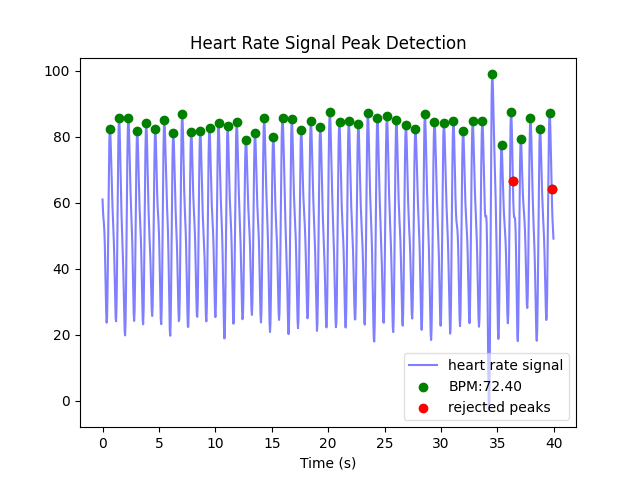 Heart Rate Signal Peak Detection
100
80
60
40
20
0
heart rate signal
BPM:72.40
rejected peaks
0 5 10 15 20 25 30 35 40
Time (s)